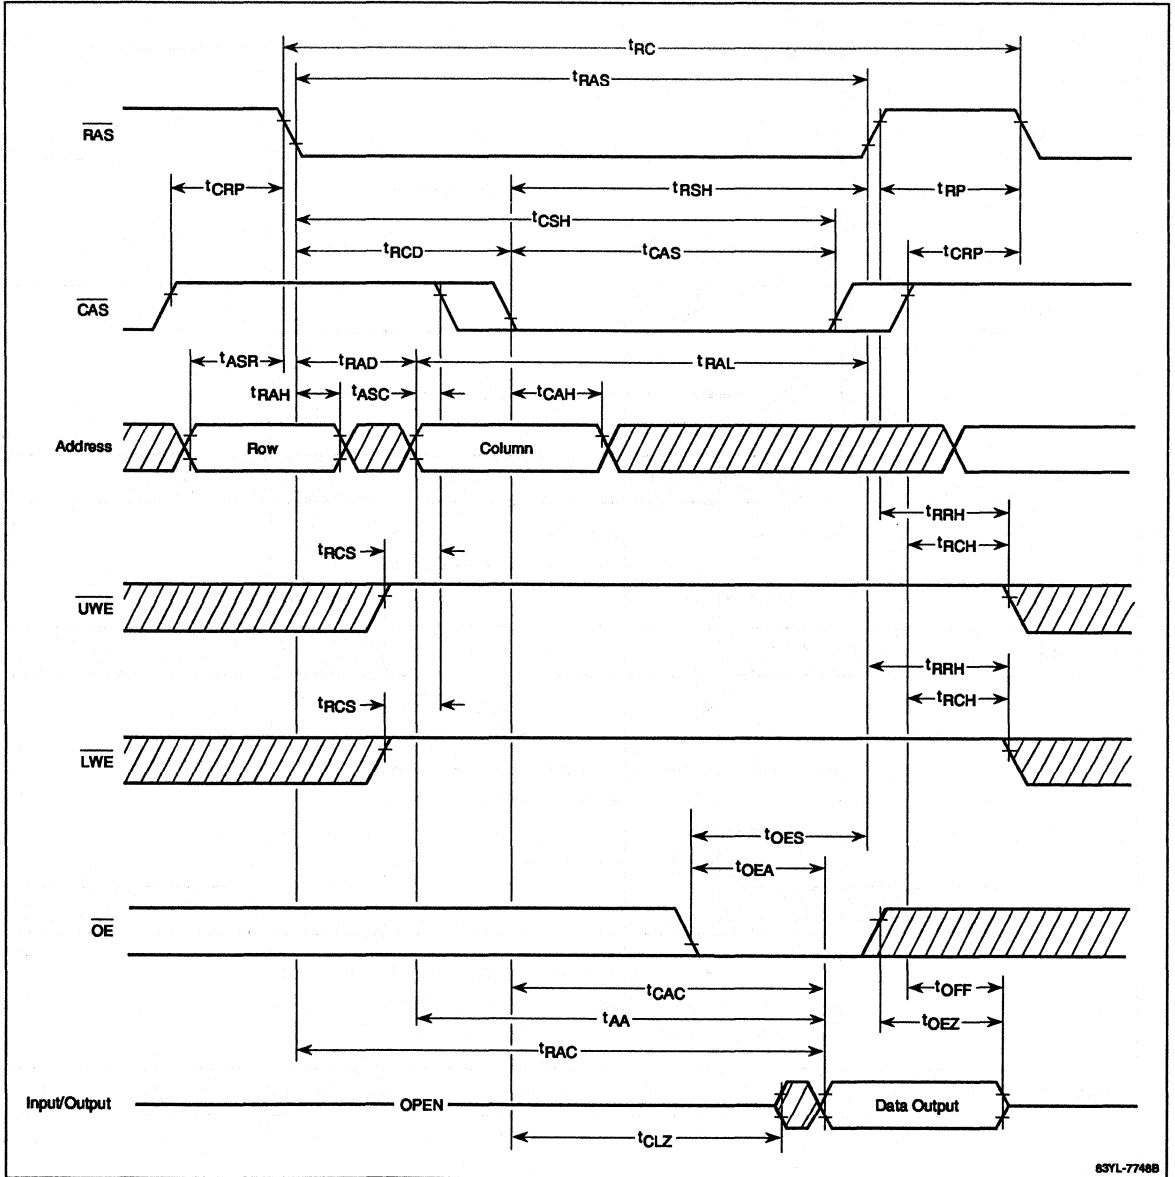 tRC
tRAS
RAS
tCRP
tRSH
tRP
tCSH
tRCD
tCAS
tCRP
CAS
tASR
tRAD
tRAL
tRAH
tASC
tCAH
Address
Row
Column
tRRH
tRCS
tRCH
UWE
tRRH
tRCS
tRCH
LWE
tOES
tOEA
OE
tCAC
tOFF
tAA
tOEZ
tRAC
Input/Output
OPEN
Data Output
tCLZ
83YL-7748B